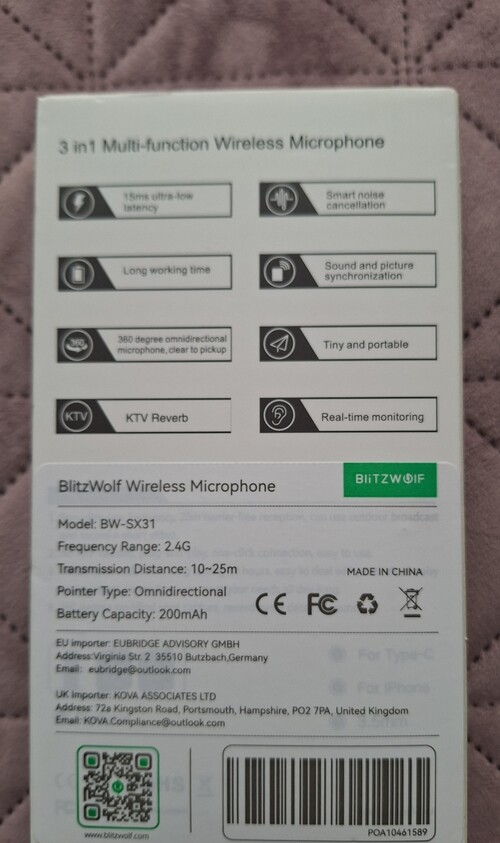 3 in1 Multi-function Wireless Microphone
15ms ultra-low
latency
Smart noise
cancellation
Long working time
Sound and picture
synchronization
360
360 degree omnidirectional
microphone, clear to pickup
Tiny and portable
KTV
KTV Reverb
Real-time monitoring
BlitzWolf Wireless Microphone
BLiTZWOLF
Model: BW-SX31
Frequency Range: 2.4G
Transmission Distance: 10~25m
Pointer Type: Omnidirectional
Battery Capacity: 200mAh
MADE IN CHINA
CE FC
EU importer: EUBRIDGE ADVISORY GMBH
Address:Virginia Str. 2 35510 Butzbach,Germany
Email: eubridge@outlook.com
UK importer: KOVA ASSOCIATES LTD
Address: 72a Kingston Road, Portsmouth, Hampshire, PO2 7PA, United Kingdom
Email: KOVA.Compliance@outlook.com
For Type-C
For iPhone
3.5mm
www.blitzwolf.com
POA10461589